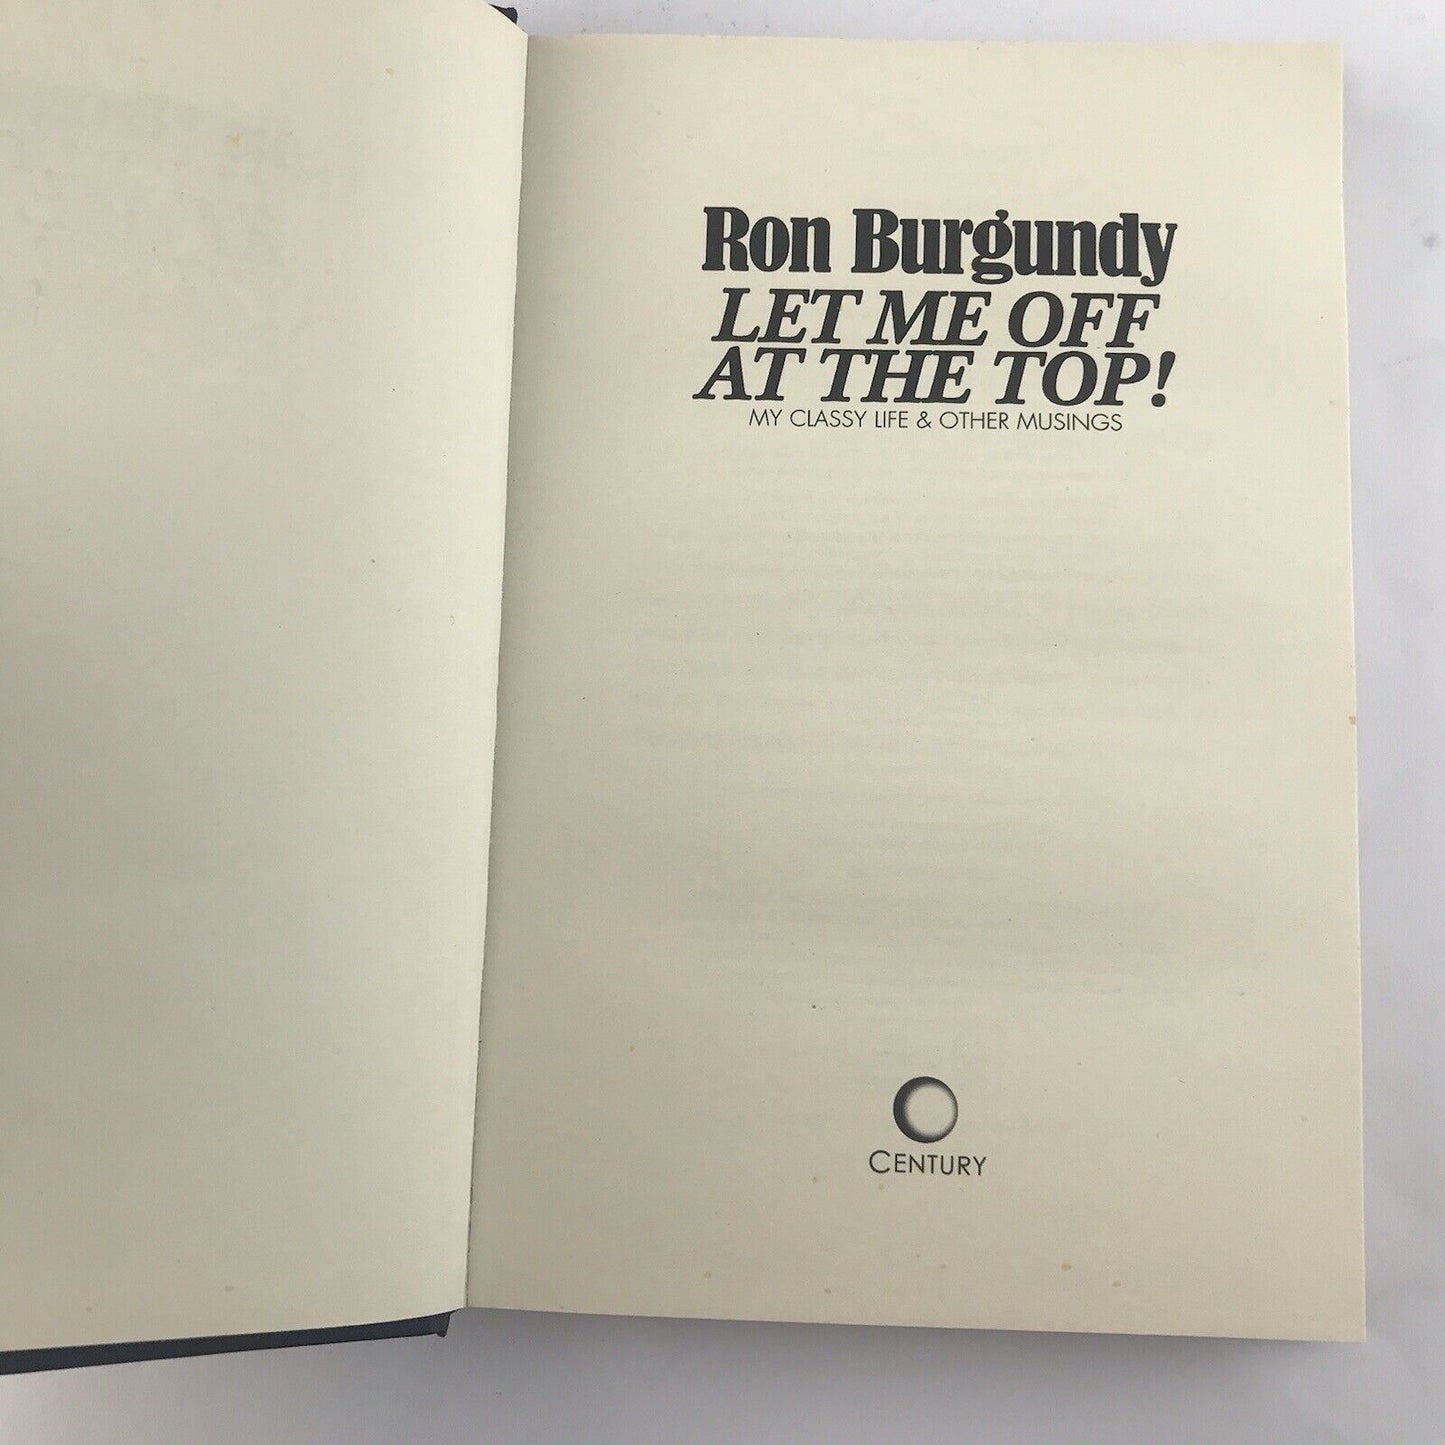 Ron Burgundy
LET ME OFF
AT THE TOP!
MY CLASSY LIFE & OTHER MUSINGS
CENTURY